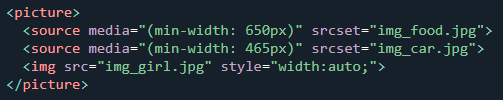 <picture>
  <source media="(min-width: 650px)" srcset="img_food.jpg">
  <source media="(min-width: 465px)" srcset="img_car.jpg">
  <img src="img_girl.jpg" style="width:auto;">
</picture>